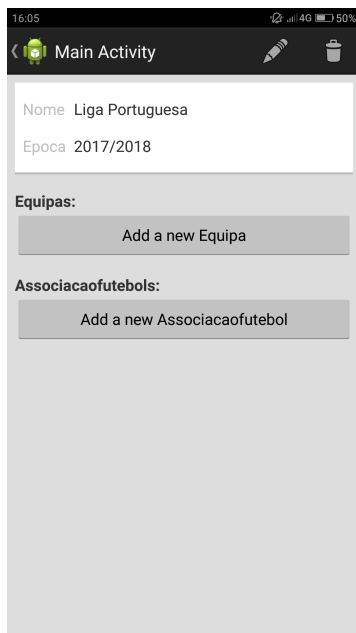 16:05 4G 50%
Main Activity
Nome Liga Portuguesa
Epoca 2017/2018
Equipas:
Add a new Equipa
Associacaofutebols:
Add a new Associacaofutebol